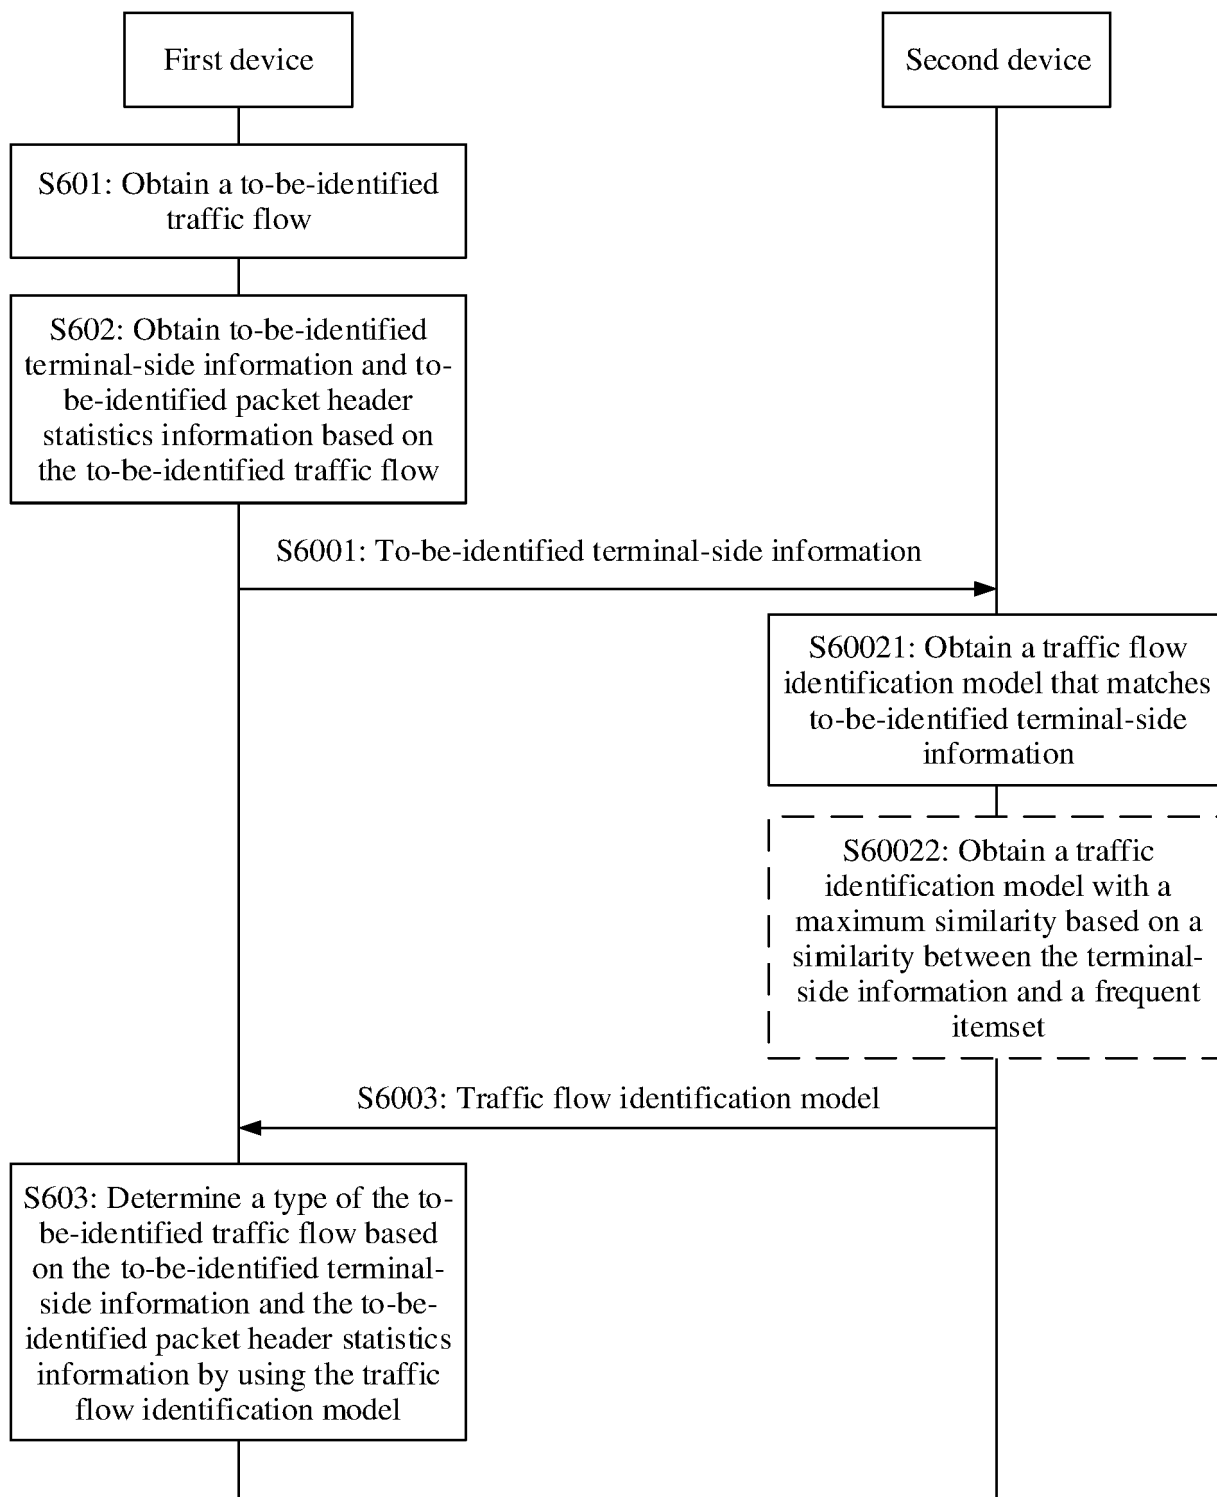 First device
Second device
S601: Obtain a to-be-identified
traffic flow
S602: Obtain to-be-identified
terminal-side information and to-
be-identified packet header
statistics information based on
the to-be-identified traffic flow
S6001: To-be-identified terminal-side information
S60021: Obtain a traffic flow
identification model that matches
to-be-identified terminal-side
information
S60022: Obtain a traffic
identification model with a
maximum similarity based on a
similarity between the terminal-
side information and a frequent
itemset
S6003: Traffic flow identification model
S603: Determine a type of the to-
be-identified traffic flow based
on the to-be-identified terminal-
side information and the to-be-
identified packet header statistics
information by using the traffic
flow identification model